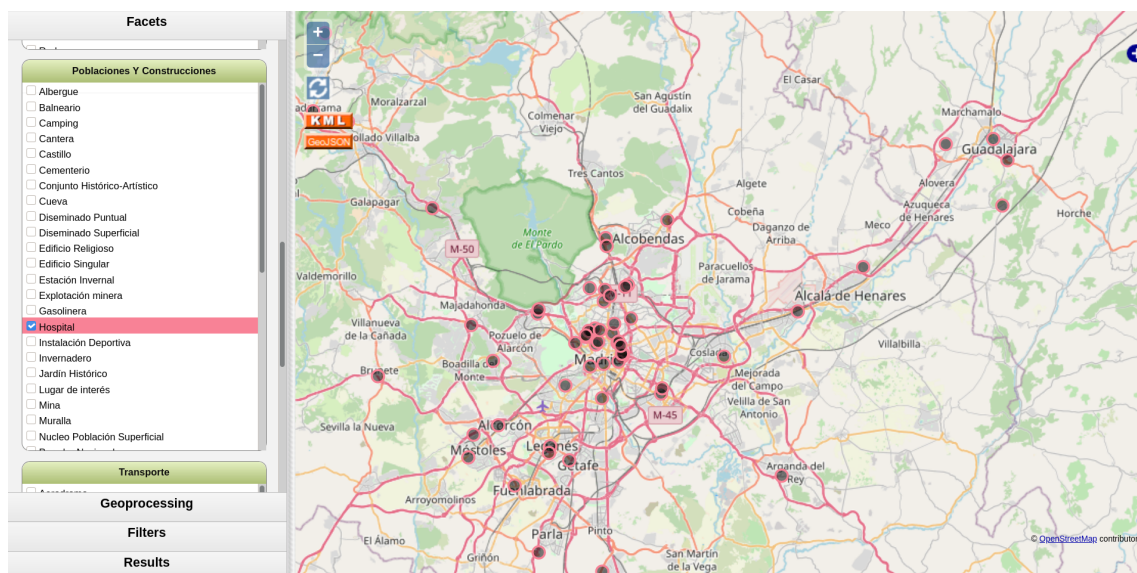 Facets
Poblaciones Y Construcciones
Albergue
Balneario
Camping
Cantera
Castillo
Cementerio
Conjunto Histórico-Artístico
Cueva
Diseminado Puntual
Diseminado Superficial
Edificio Religioso
Edificio Singular
Estación Invernal
Explotación minera
Gasolinera
Hospital
Instalación Deportiva
Invernadero
Jardín Histórico
Lugar de interés
Mina
Muralla
Nucleo Población Superficial
Transporte
Geoprocessing
Filters
Results
+
−
KML
GeoJSON
Moralzarzal
Colmenar
Viejo
San Agustín
del Guadalix
El Casar
Marchamalo
Guadalajara
Tres Cantos
Galapagar
Algete
Alovera
Azuqueca
de Henares
Horche
Cobeña
Daganzo de
Arriba
Meco
Monte
de El Pardo
M-50
Alcobendas
Valdemorillo
Paracuellos
de Jarama
Alcalá de Henares
Majadahonda
Villanueva
de la Cañada
Pozuelo de
Alarcón
Villalbilla
Madrid
Coslada
Brunete
Boadilla del
Monte
Mejorada
del Campo
Velilla de San
Antonio
M-45
Sevilla la Nueva
Alcorcón
Móstoles
Leganés
Getafe
Arganda del
Rey
Arroyomolinos
Fuenlabrada
El Álamo
Parla
Pinto
Griñón
San Martín
de la Vega
© OpenStreetMap contributor